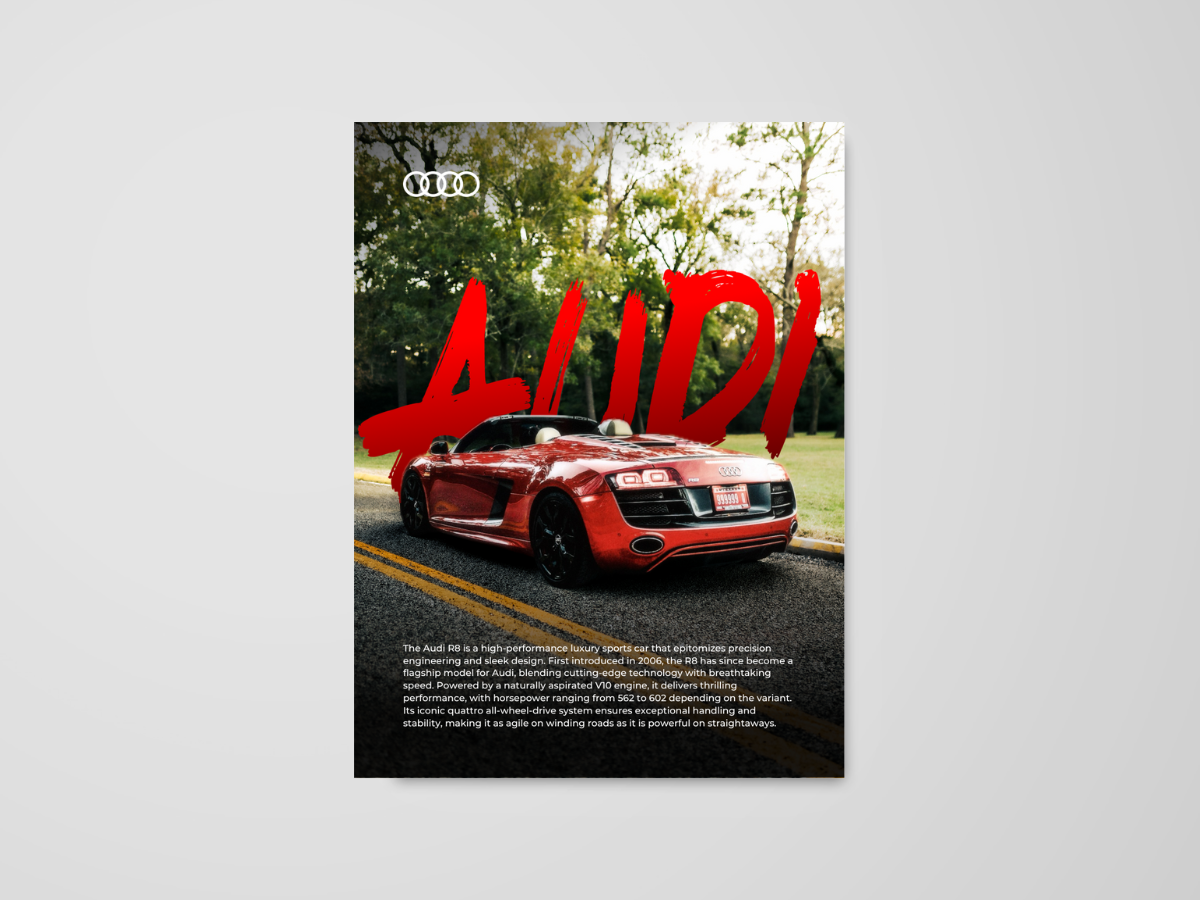 AUDI
999999
The Audi R8 is a high-performance luxury sports car that epitomizes precision
engineering and sleek design. First introduced in 2006, the R8 has since become a
flagship model for Audi, blending cutting-edge technology with breathtaking
speed. Powered by a naturally aspirated V10 engine, it delivers thrilling
performance, with horsepower ranging from 562 to 602 depending on the variant.
Its iconic quattro all-wheel-drive system ensures exceptional handling and
stability, making it as agile on winding roads as it is powerful on straightaways.